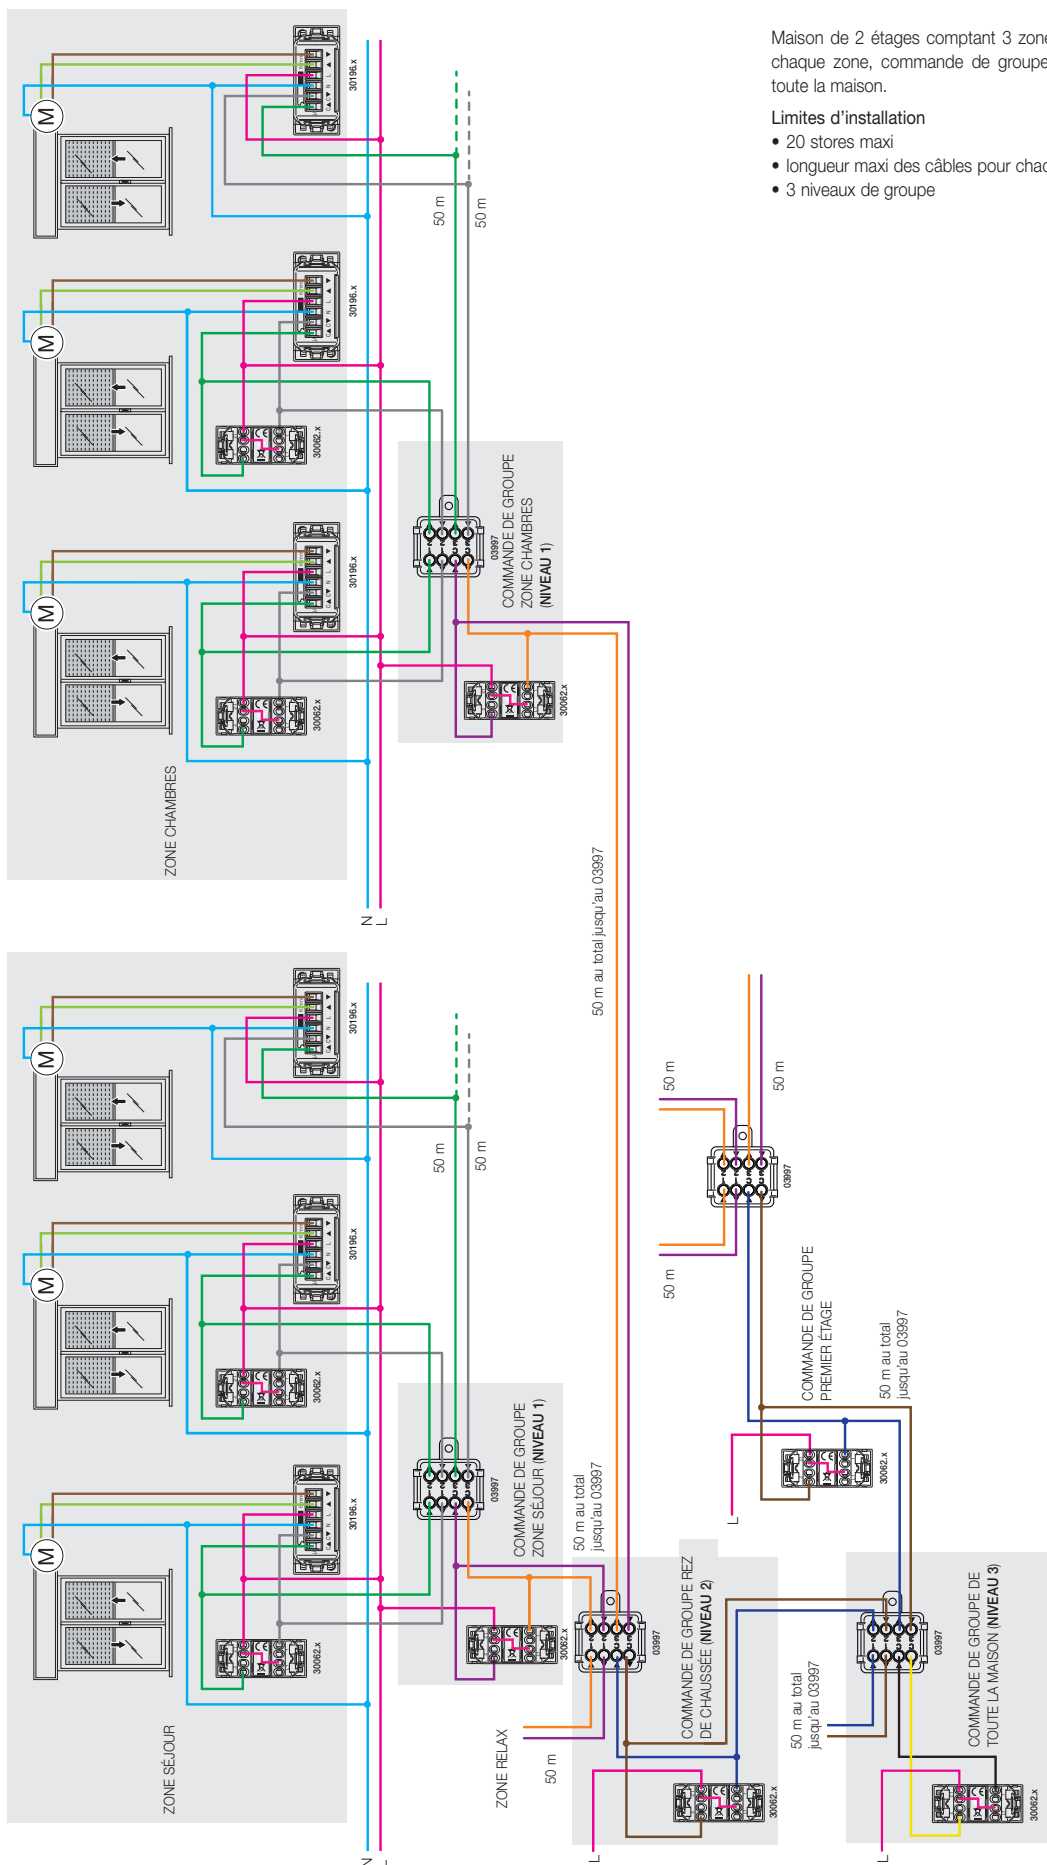 Maison de 2 étages comptant 3 zone
chaque zone, commande de groupe
toute la maison.
Limites d'installation
• 20 stores maxi
• longueur maxi des câbles pour chac
• 3 niveaux de groupe
M
30196.x
C▲ C▼ N L ▲ ▼
50 m
50 m
M
30196.x
C▲ C▼ N L ▲ ▼
30062.x
M
30196.x
C▲ C▼ N L ▲ ▼
30062.x
ZONE CHAMBRES
N
L
03997
COMMANDE DE GROUPE
ZONE CHAMBRES
(NIVEAU 1)
30062.x
50 m au total jusqu'au 03997
M
30196.x
C▲ C▼ N L ▲ ▼
50 m
50 m
M
30196.x
C▲ C▼ N L ▲ ▼
30062.x
M
30196.x
C▲ C▼ N L ▲ ▼
30062.x
ZONE SÉJOUR
N
L
03997
COMMANDE DE GROUPE
ZONE SÉJOUR (NIVEAU 1)
30062.x
50 m au total
jusqu'au 03997
ZONE RELAX
50 m
03997
COMMANDE DE GROUPE REZ
DE CHAUSSÉE (NIVEAU 2)
30062.x
L
50 m
50 m
50 m
03997
COMMANDE DE GROUPE
PREMIER ÉTAGE
50 m au total
jusqu'au 03997
30062.x
L
50 m au total
jusqu'au 03997
03997
COMMANDE DE GROUPE DE
TOUTE LA MAISON (NIVEAU 3)
30062.x
L